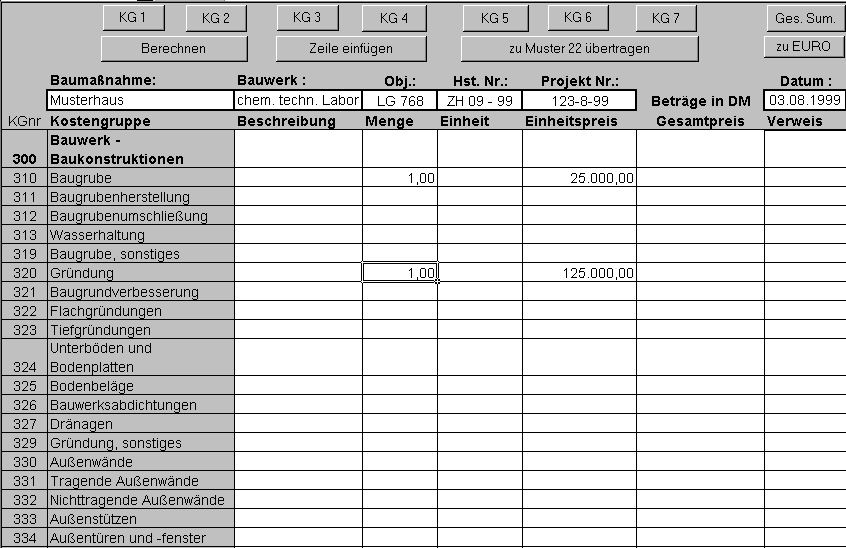 KG 1 KG 2 KG 3 KG 4 KG 5 KG 6 KG 7 Ges. Sum.
Berechnen Zeile einfügen zu Muster 22 übertragen zu EURO
Baumaßnahme: Bauwerk : Obj.: Hst. Nr.: Projekt Nr.: Datum :
Musterhaus chem. techn. Labor LG 768 ZH 09 - 99 123-8-99 Beträge in DM 03.08.1999
KGnr Kostengruppe Beschreibung Menge Einheit Einheitspreis Gesamtpreis Verweis
Bauwerk -
300 Baukonstruktionen
310 Baugrube 1,00 25.000,00
311 Baugrubenherstellung
312 Baugrubenumschließung
313 Wasserhaltung
319 Baugrube, sonstiges
320 Gründung 1,00 125.000,00
321 Baugrundverbesserung
322 Flachgründungen
323 Tiefgründungen
Unterböden und
324 Bodenplatten
325 Bodenbeläge
326 Bauwerksabdichtungen
327 Dränagen
329 Gründung, sonstiges
330 Außenwände
331 Tragende Außenwände
332 Nichttragende Außenwände
333 Außenstützen
334 Außentüren und -fenster